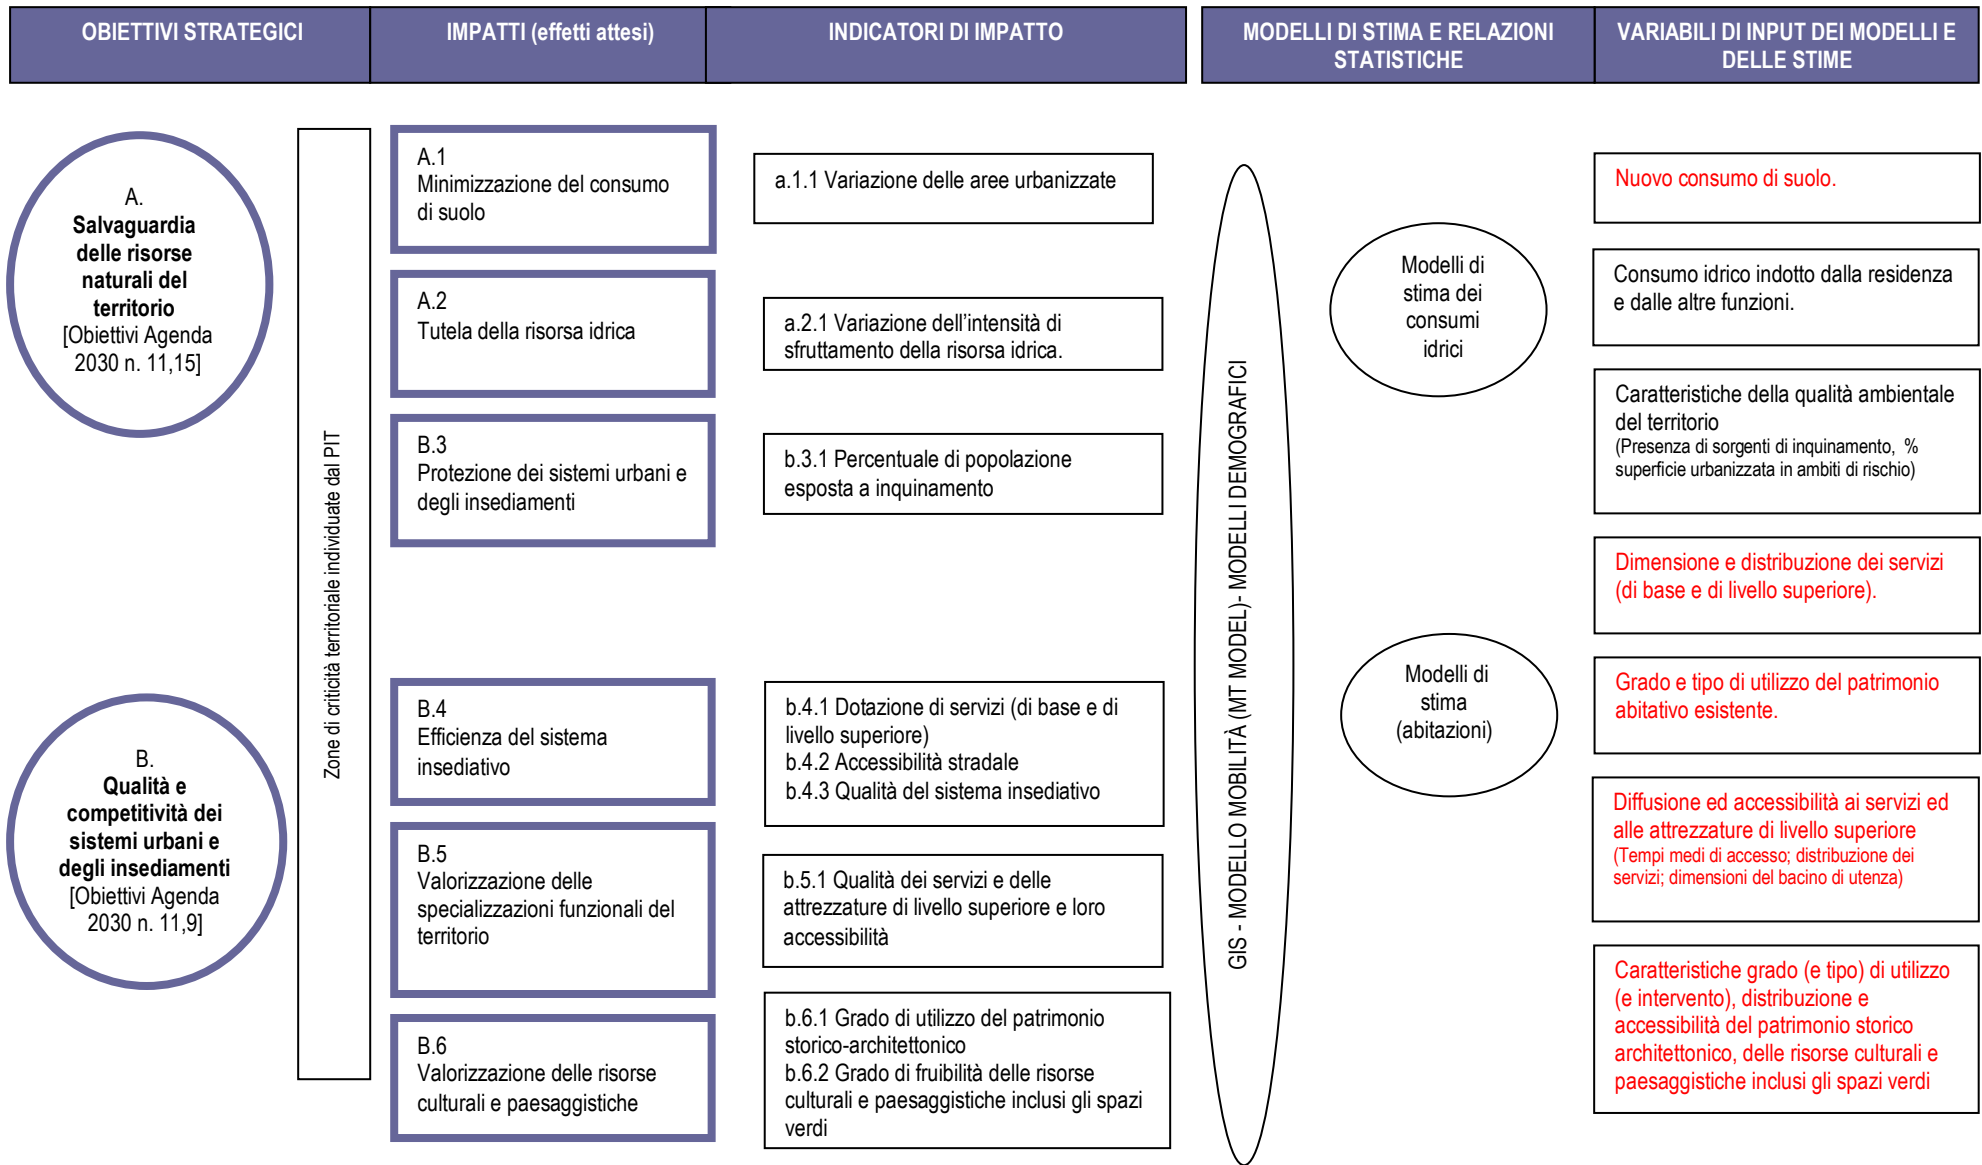 OBIETTIVI STRATEGICI
IMPATTI (effetti attesi)
INDICATORI DI IMPATTO
MODELLI DI STIMA E RELAZIONI
STATISTICHE
VARIABILI DI INPUT DEI MODELLI E
DELLE STIME
A.
Salvaguardia
delle risorse
naturali del
territorio
[Obiettivi Agenda
2030 n. 11,15]
B.
Qualità e
competitività dei
sistemi urbani e
degli insediamenti
[Obiettivi Agenda
2030 n. 11,9]
Zone di criticità territoriale individuate dal PIT
A.1
Minimizzazione del consumo
di suolo
A.2
Tutela della risorsa idrica
B.3
Protezione dei sistemi urbani e
degli insediamenti
B.4
Efficienza del sistema
insediativo
B.5
Valorizzazione delle
specializzazioni funzionali del
territorio
B.6
Valorizzazione delle risorse
culturali e paesaggistiche
a.1.1 Variazione delle aree urbanizzate
a.2.1 Variazione dell'intensità di
sfruttamento della risorsa idrica.
b.3.1 Percentuale di popolazione
esposta a inquinamento
b.4.1 Dotazione di servizi (di base e di
livello superiore)
b.4.2 Accessibilità stradale
b.4.3 Qualità del sistema insediativo
b.5.1 Qualità dei servizi e delle
attrezzature di livello superiore e loro
accessibilità
b.6.1 Grado di utilizzo del patrimonio
storico-architettonico
b.6.2 Grado di fruibilità delle risorse
culturali e paesaggistiche inclusi gli spazi
verdi
GIS - MODELLO MOBILITÀ (MT MODEL)- MODELLI DEMOGRAFICI
Modelli di
stima dei
consumi
idrici
Modelli di
stima
(abitazioni)
Nuovo consumo di suolo.
Consumo idrico indotto dalla residenza
e dalle altre funzioni.
Caratteristiche della qualità ambientale
del territorio
(Presenza di sorgenti di inquinamento, %
superficie urbanizzata in ambiti di rischio)
Dimensione e distribuzione dei servizi
(di base e di livello superiore).
Grado e tipo di utilizzo del patrimonio
abitativo esistente.
Diffusione ed accessibilità ai servizi ed
alle attrezzature di livello superiore
(Tempi medi di accesso; distribuzione dei
servizi; dimensioni del bacino di utenza)
Caratteristiche grado (e tipo) di utilizzo
(e intervento), distribuzione e
accessibilità del patrimonio storico
architettonico, delle risorse culturali e
paesaggistiche inclusi gli spazi verdi